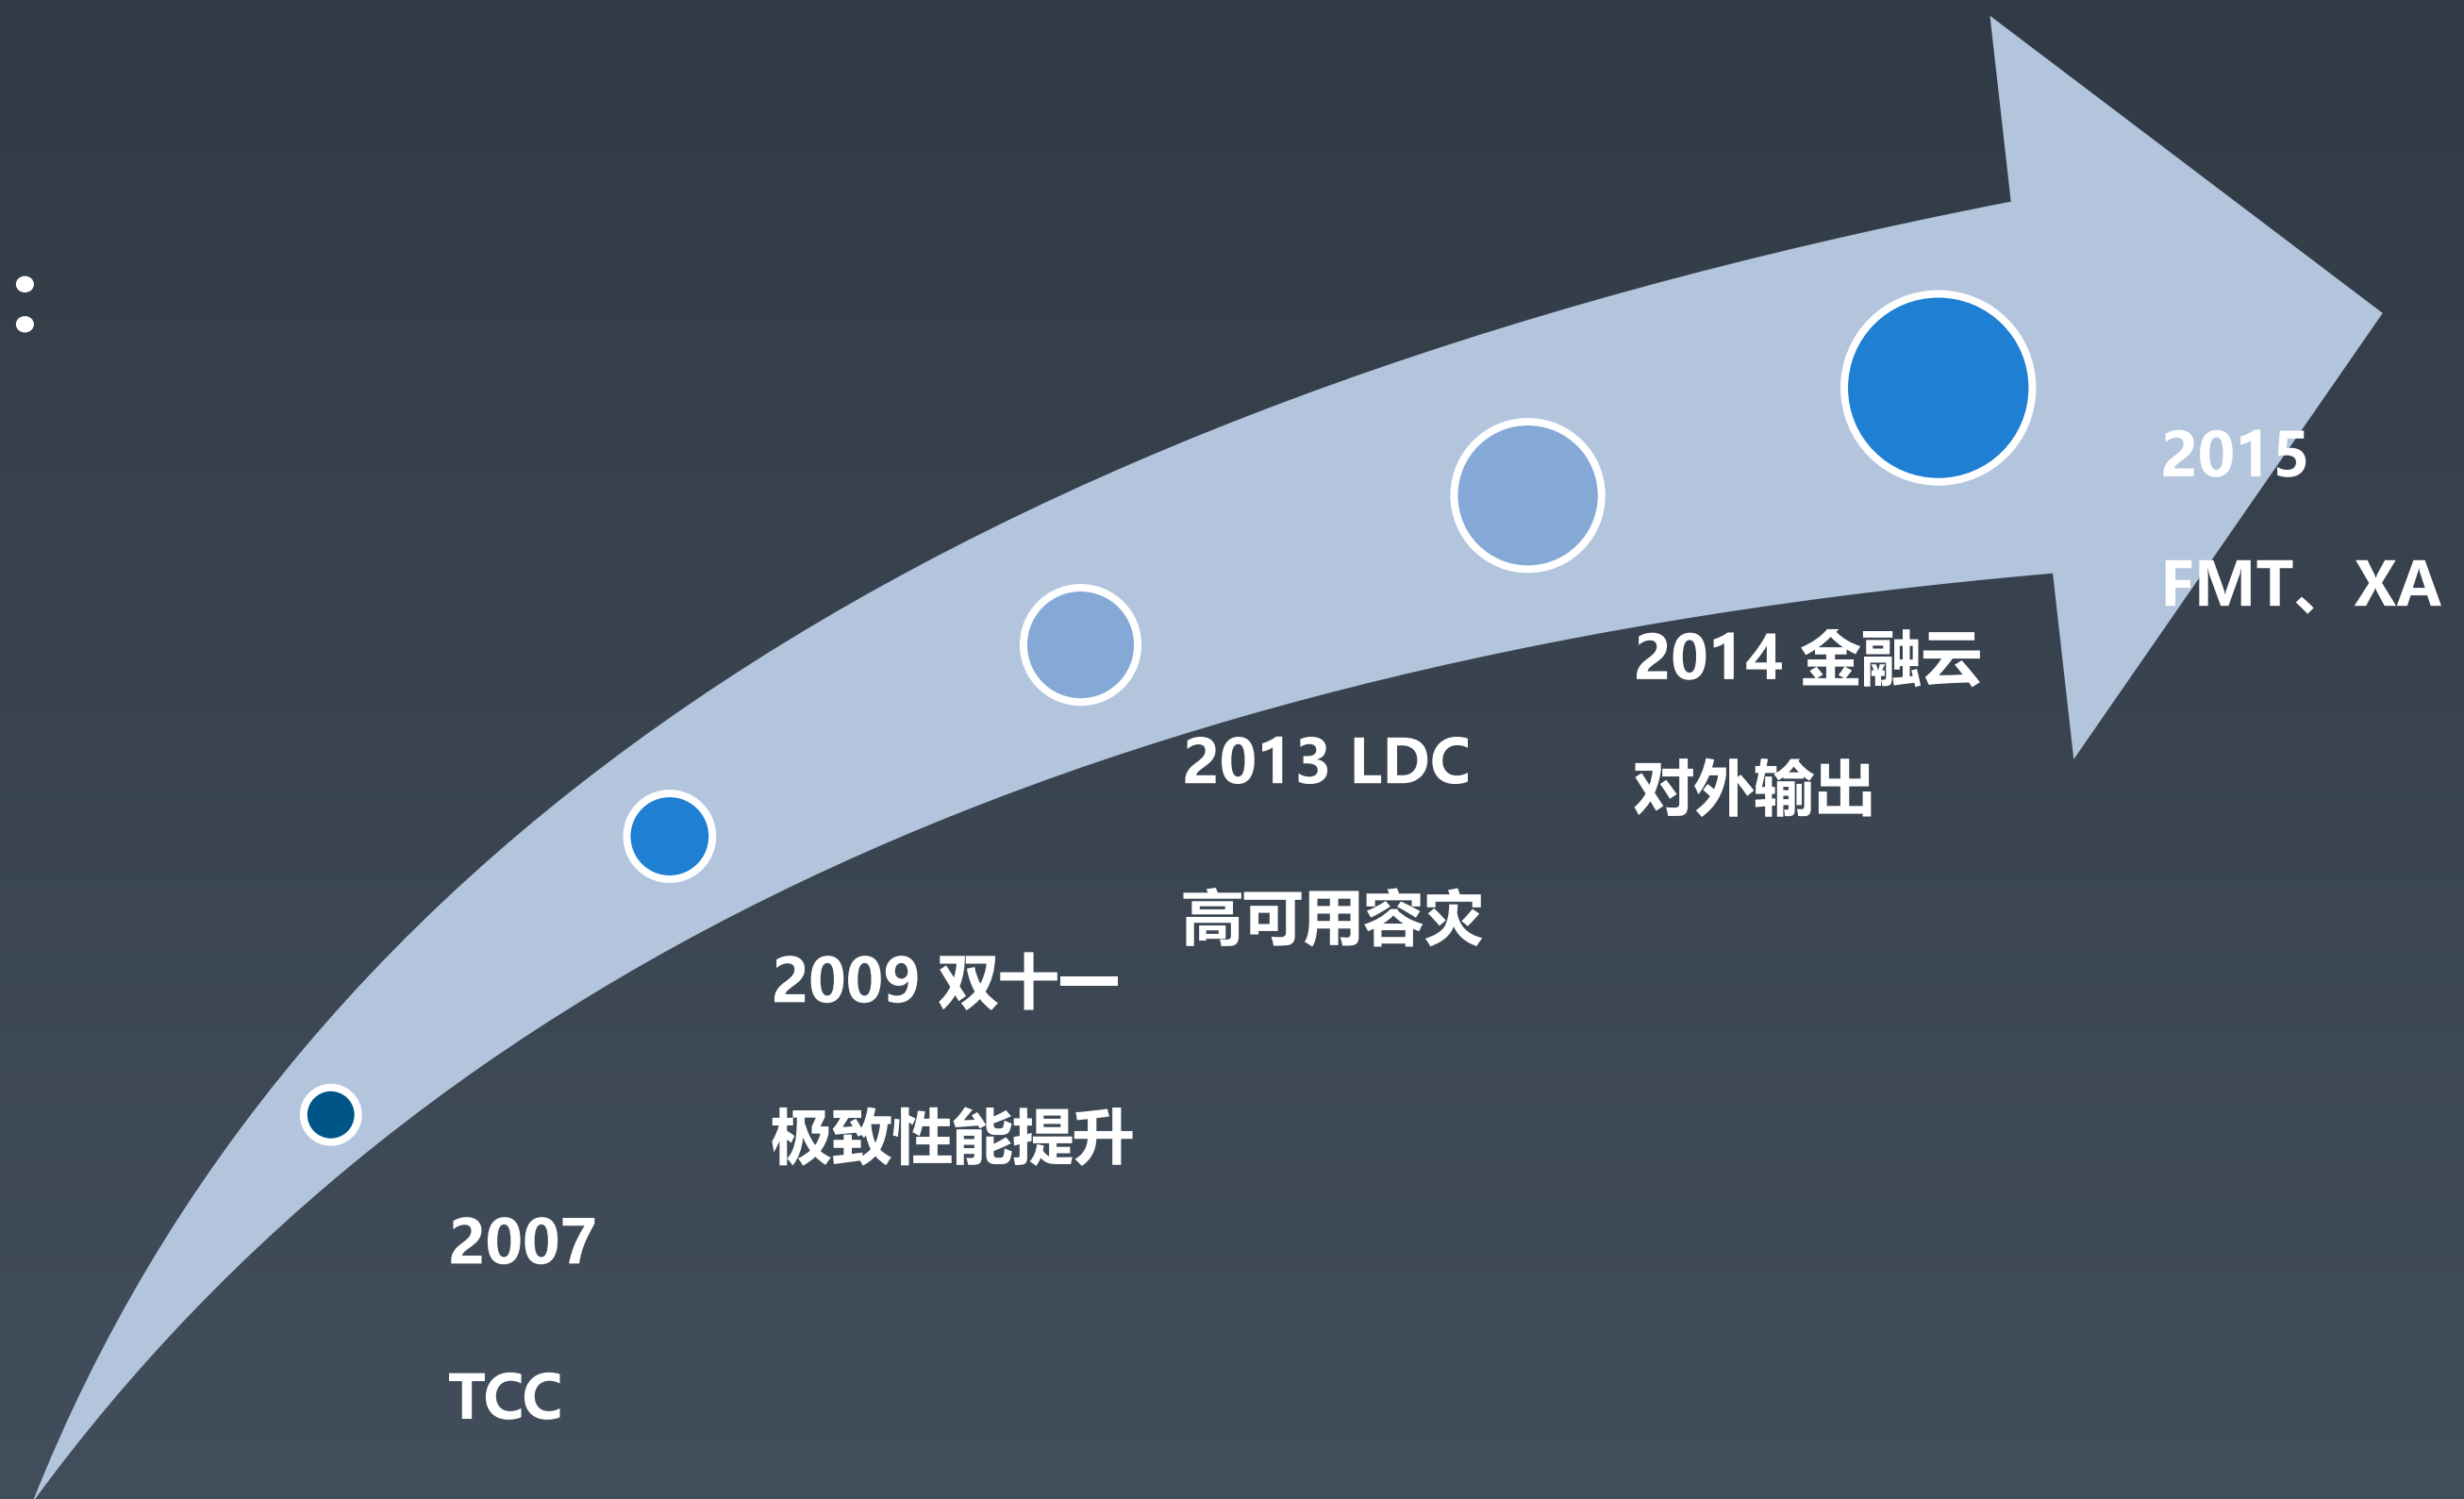 2007
TCC
2009 双十一
极致性能提升
2013 LDC
高可用容灾
2014 金融云
对外输出
2015
FMT、 XA